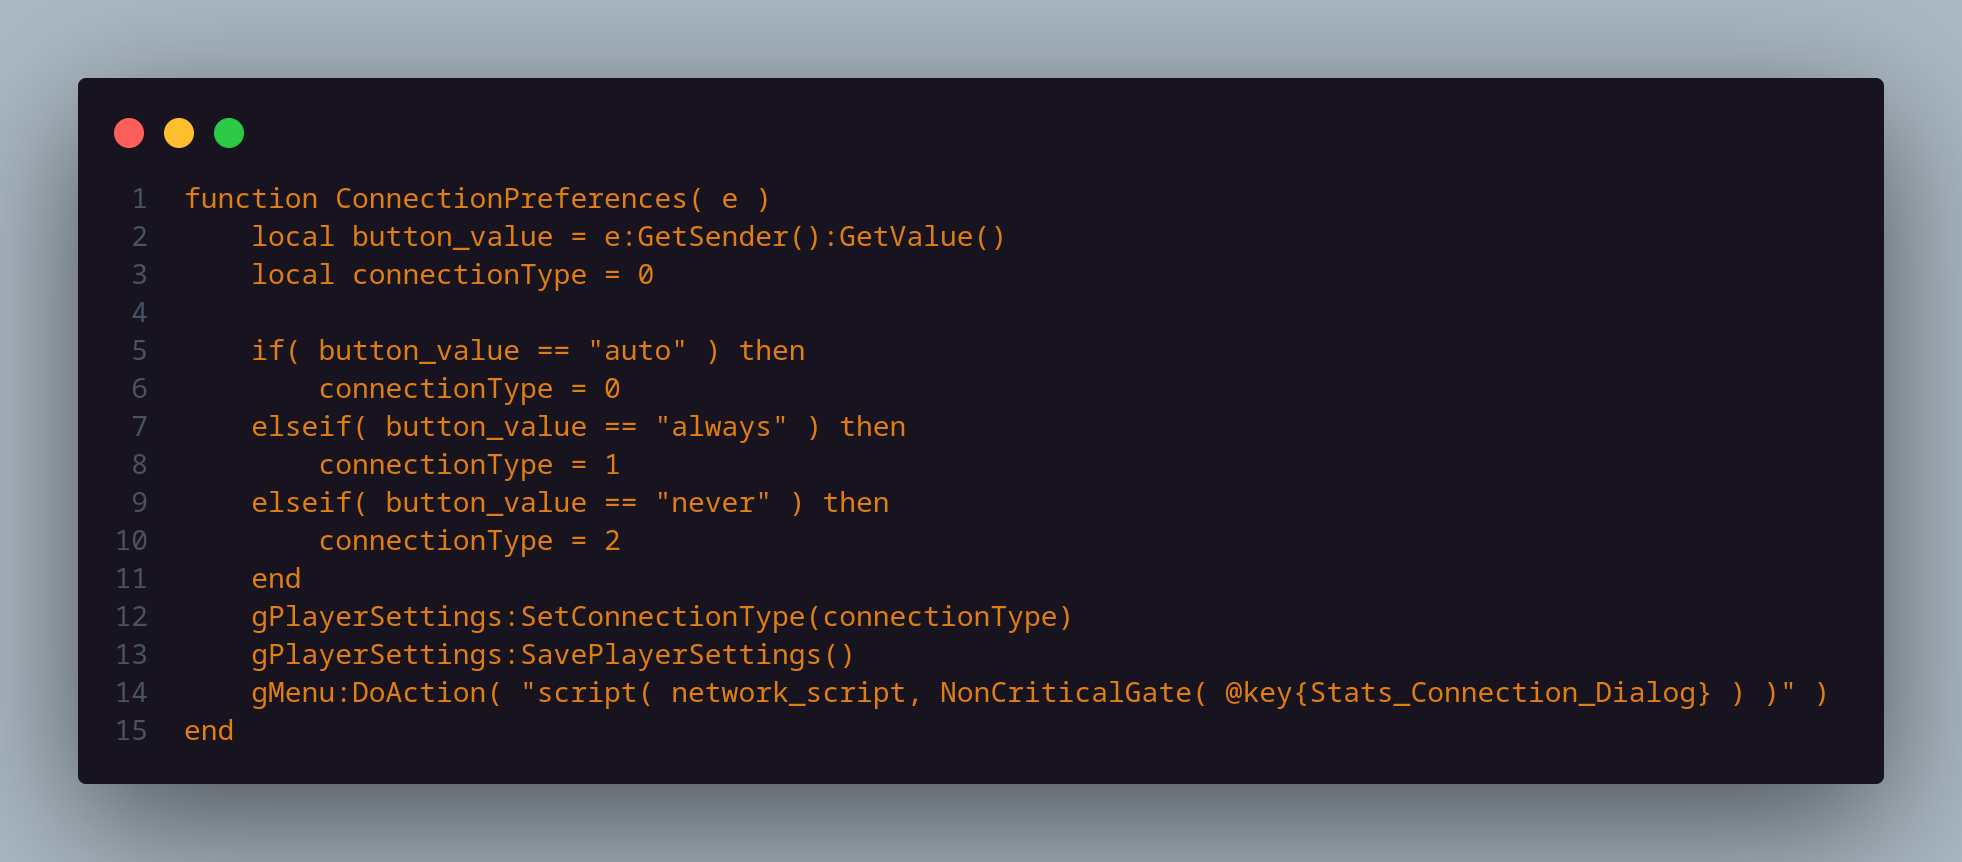 1 function ConnectionPreferences( e )
2     local button_value = e:GetSender():GetValue()
3     local connectionType = 0
4
5     if( button_value == "auto" ) then
6         connectionType = 0
7     elseif( button_value == "always" ) then
8         connectionType = 1
9     elseif( button_value == "never" ) then
10         connectionType = 2
11     end
12     gPlayerSettings:SetConnectionType(connectionType)
13     gPlayerSettings:SavePlayerSettings()
14     gMenu:DoAction( "script( network_script, NonCriticalGate( @key{Stats_Connection_Dialog} ) )" )
15 end